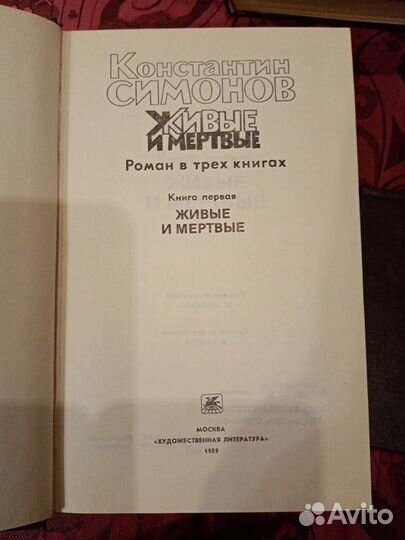 Константин
СИМОНОВ
ЖИВЫЕ
И МЕРТВЫЕ
Роман в трех книгах
Книга первая
ЖИВЫЕ
И МЕРТВЫЕ
МОСКВА
«ХУДОЖЕСТВЕННАЯ ЛИТЕРАТУРА»
1989
Avito